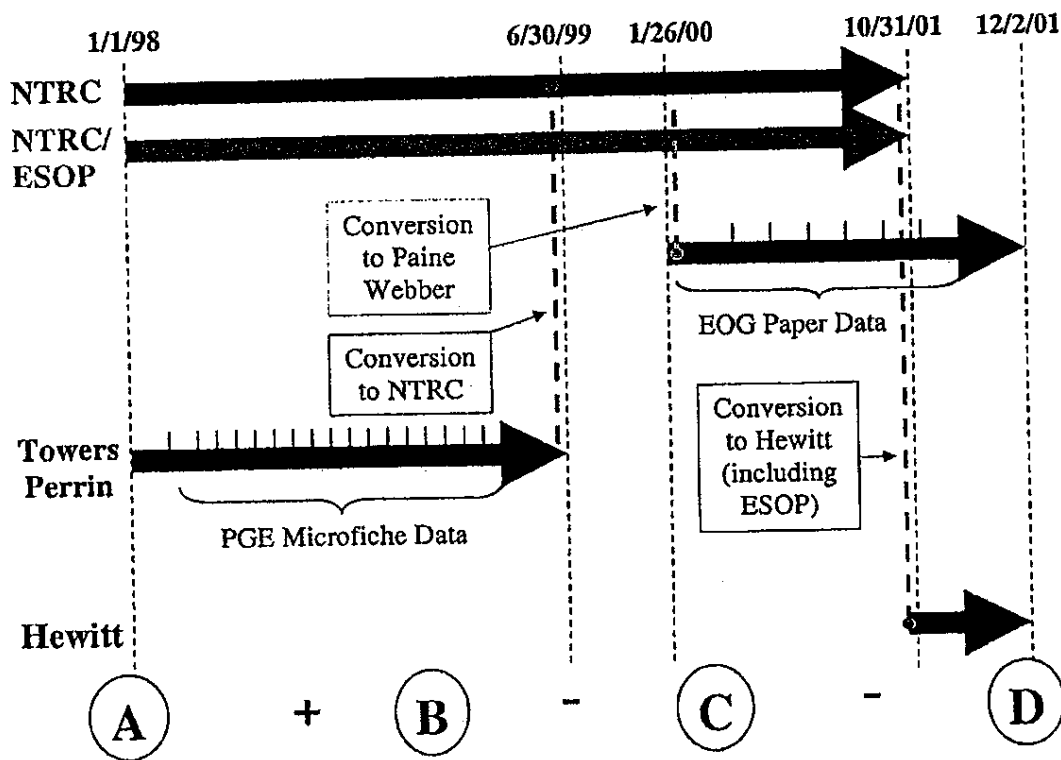 1/1/98 6/30/99 1/26/00 10/31/01 12/2/01
NTRC
NTRC/
ESOP
Conversion
to Paine
Webber
EOG Paper Data
Conversion
to NTRC
Conversion
to Hewitt
(including
ESOP)
Towers
Perrin
PGE Microfiche Data
Hewitt
A + B - C - D